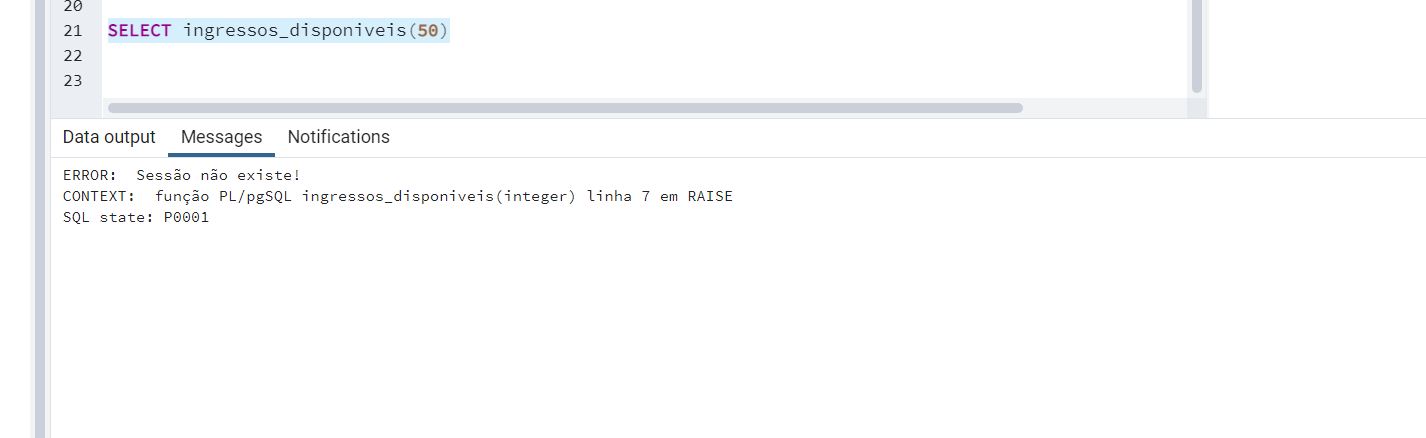 20
21 SELECT ingressos_disponiveis(50)
22
23
Data output Messages Notifications
ERROR:  Sessão não existe!
CONTEXT:  função PL/pgSQL ingressos_disponiveis(integer) linha 7 em RAISE
SQL state: P0001